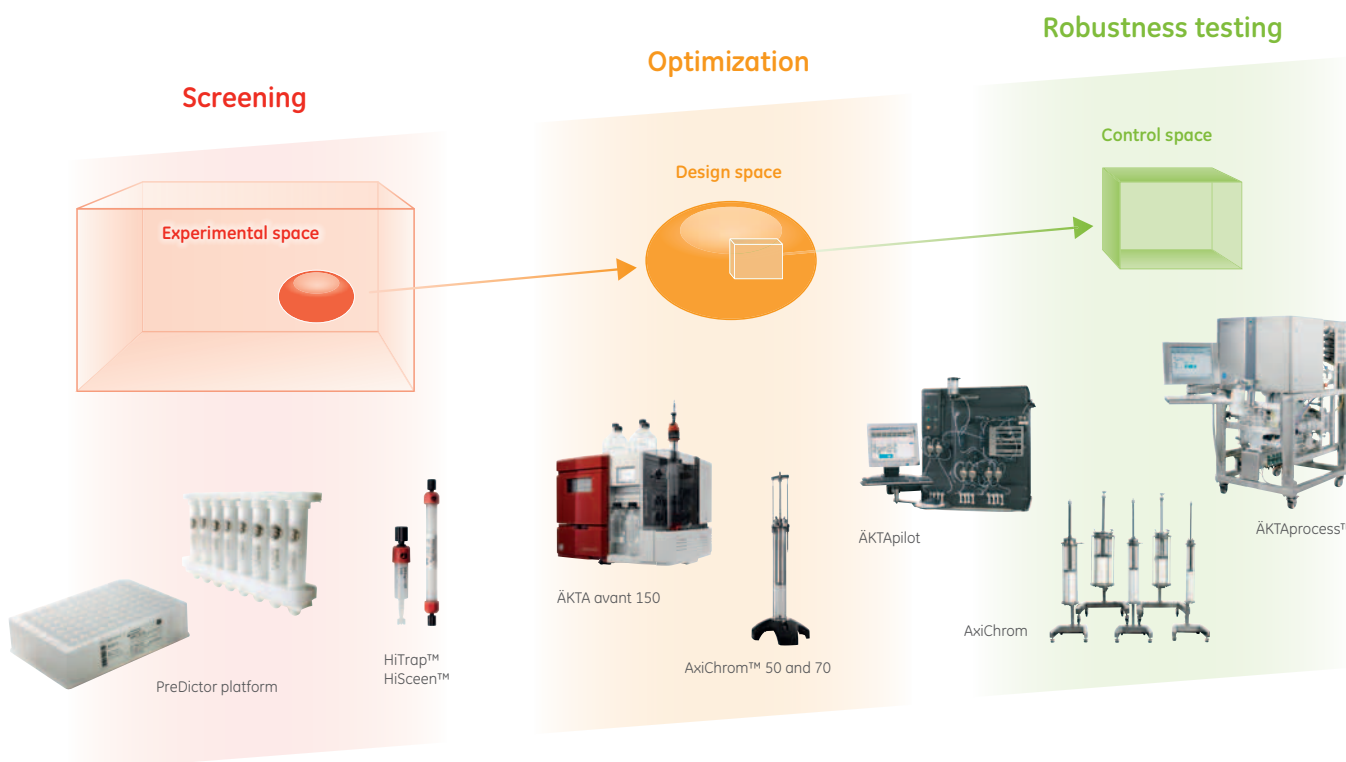 Robustness testing
Optimization
Screening
Control space
Design space
Experimental space
ÄKTAprocess™
ÄKTApilot
ÄKTA avant 150
AxiChrom
HiTrap™
HiSceen™
AxiChrom™ 50 and 70
PreDictor platform